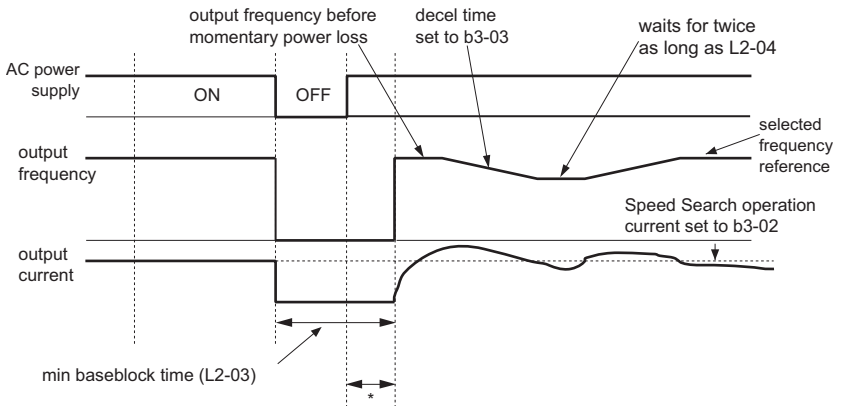 output frequency before
momentary power loss
decel time
set to b3-03
waits for twice
as long as L2-04
AC power
supply
ON
OFF
output
frequency
selected
frequency
reference
Speed Search operation
current set to b3-02
output
current
min baseblock time (L2-03)
*